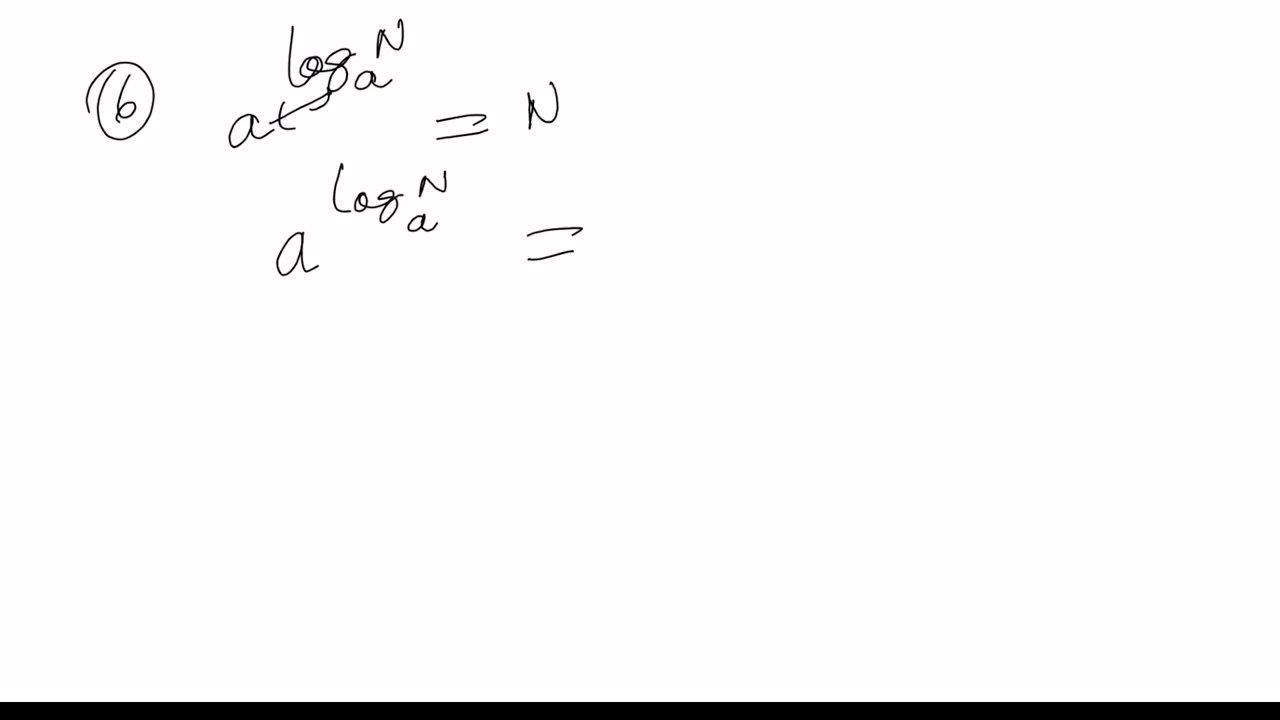 ⑥ a^{log_a N} = N
a^{log_a N} =